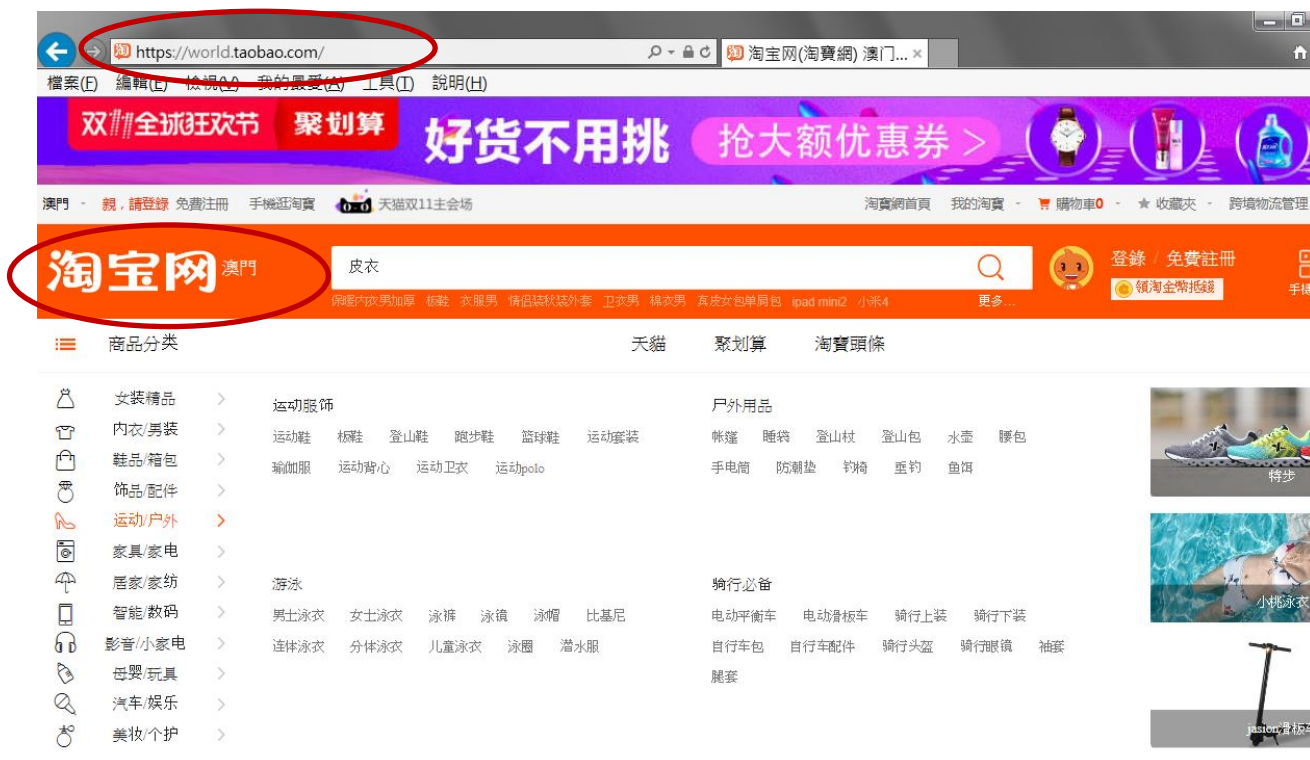 https://world.taobao.com/
淘宝网(淘寶網) 澳门...
檔案(F) 編輯(E) 檢視(V) 我的最愛(A) 工具(T) 說明(H)
双11全球狂欢节 聚划算 好货不用挑 抢大额优惠券 >
澳門 親,請登錄 免費注冊 手機逛淘寶 天猫双11主会场 淘寶網首頁 我的淘寶 購物車0 收藏夾 跨境物流管理
淘宝网 澳門 皮衣 登錄 / 免費註冊
領淘金幣抵錢
保暖内衣男加厚 板鞋 衣服男 情侣装秋装外套 卫衣男 棉衣男 真皮女包单肩包 ipad mini2 小米4 更多...
商品分类 天貓 聚划算 淘寶頭條
女装精品 运动服饰 户外用品
内衣/男装 运动鞋 板鞋 登山鞋 跑步鞋 篮球鞋 运动套装 帐篷 睡袋 登山杖 登山包 水壶 腰包
鞋品/箱包 瑜伽服 运动背心 运动卫衣 运动polo 手电筒 防潮垫 钓椅 垂钓 鱼饵
特步
饰品/配件
运动/户外
家具/家电
居家/家纺 游泳 骑行必备
小桃泳衣
智能/数码 男士泳衣 女士泳衣 泳裤 泳镜 泳帽 比基尼 电动平衡车 电动滑板车 骑行上装 骑行下装
影音/小家电 连体泳衣 分体泳衣 儿童泳衣 泳圈 潜水服 自行车包 自行车配件 骑行头盔 骑行眼镜 袖套
母婴/玩具 腿套
汽车/娱乐
美妆/个护
jasion滑板